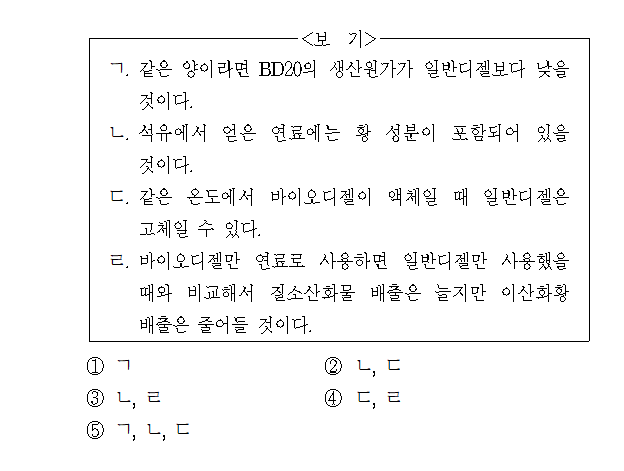 <보 기>
ㄱ. 같은 양이라면 BD20의 생산원가가 일반디젤보다 낮을
것이다.
ㄴ. 석유에서 얻은 연료에는 황 성분이 포함되어 있을
것이다.
ㄷ. 같은 온도에서 바이오디젤이 액체일 때 일반디젤은
고체일 수 있다.
ㄹ. 바이오디젤만 연료로 사용하면 일반디젤만 사용했을
때와 비교해서 질소산화물 배출은 늘지만 이산화황
배출은 줄어들 것이다.
① ㄱ ② ㄴ, ㄷ
③ ㄴ, ㄹ ④ ㄷ, ㄹ
⑤ ㄱ, ㄴ, ㄷ